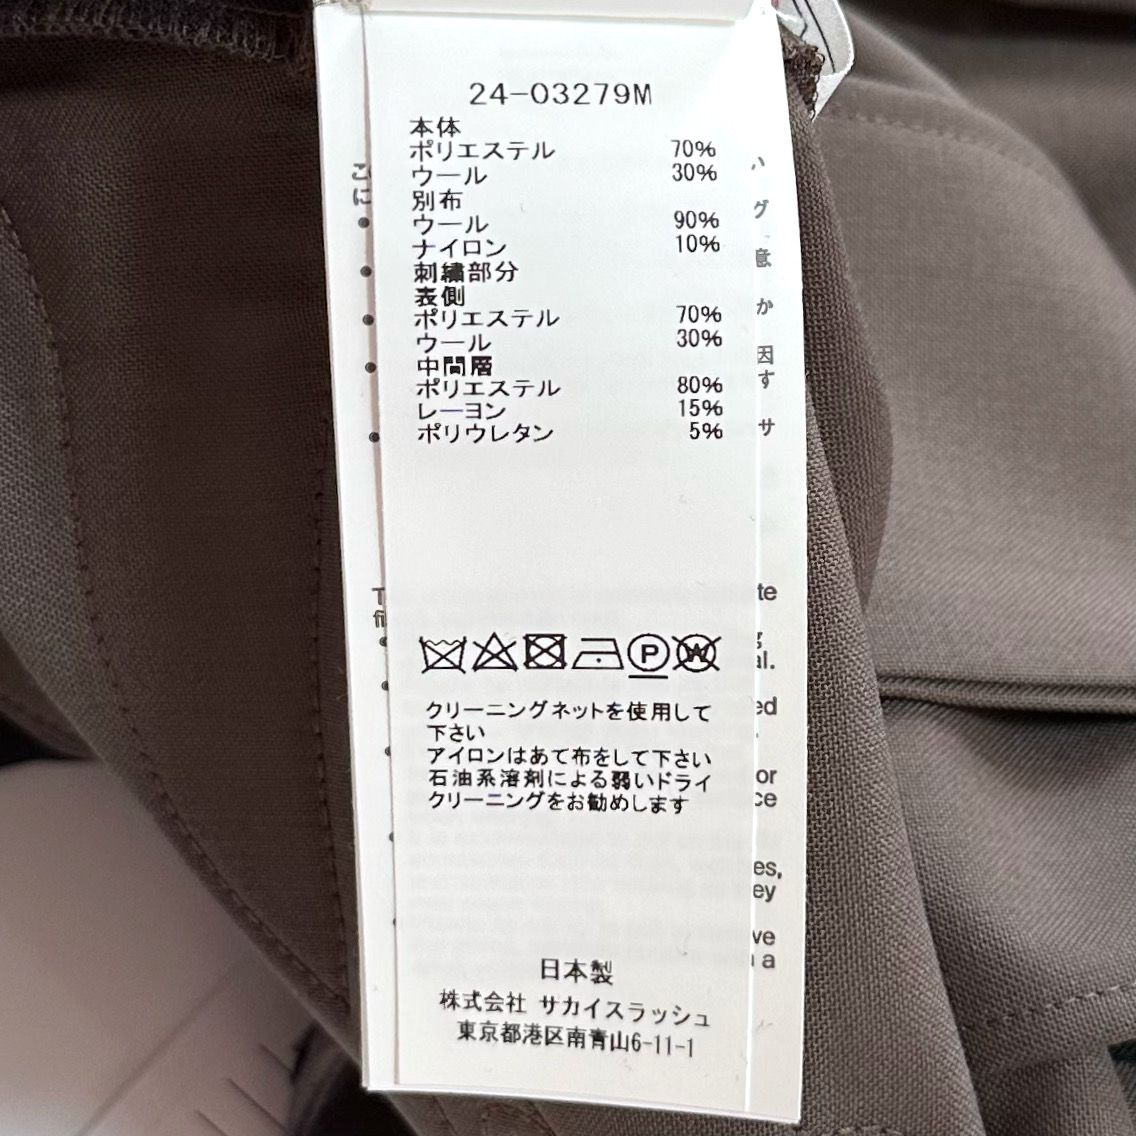 24-03279M
本体
ポリエステル 70%
ウール 30%
別布
ウール 90%
ナイロン 10%
刺繍部分
表側
ポリエステル 70%
ウール 30%
中間層
ポリエステル 80%
レーヨン 15%
ポリウレタン 5%
P W
クリーニングネットを使用して
下さい
アイロンはあて布をして下さい
石油系溶剤による弱いドライ
クリーニングをお勧めします
日本製
株式会社 サカイスラッシュ
東京都港区南青山6-11-1